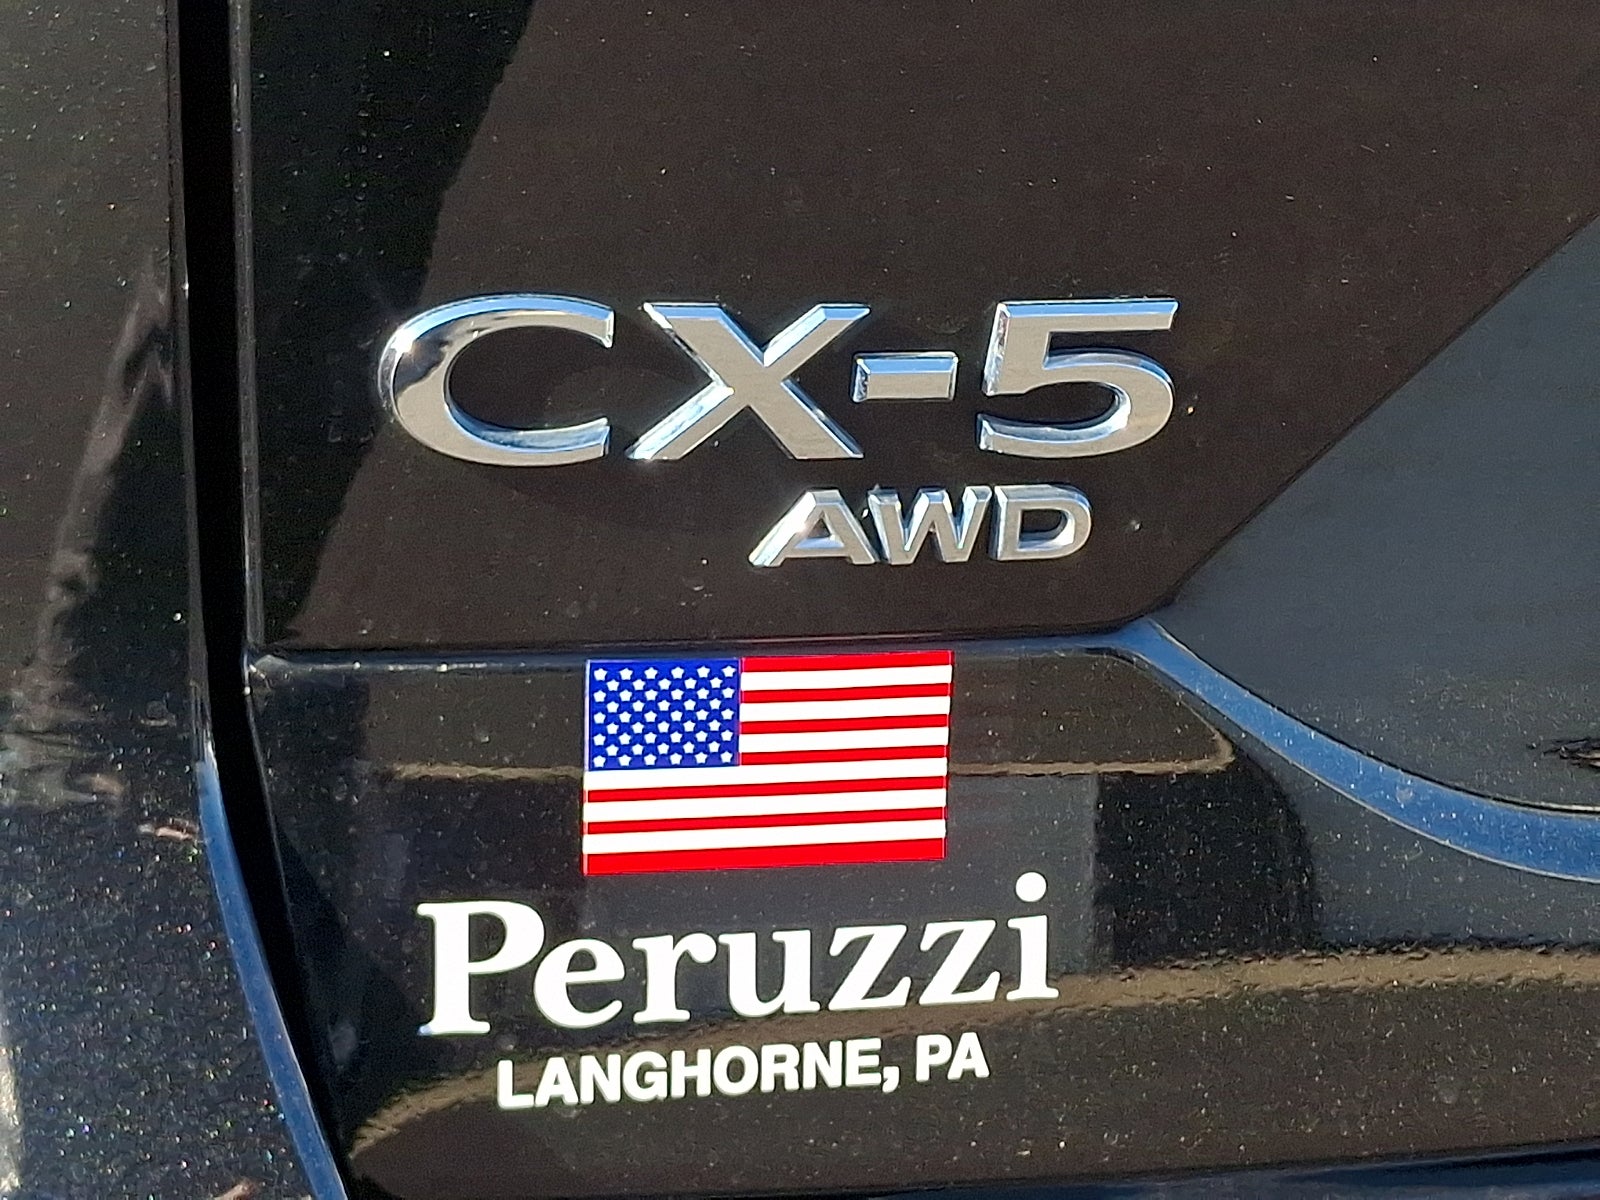 CX-5
AWD
Peruzzi
LANGHORNE, PA